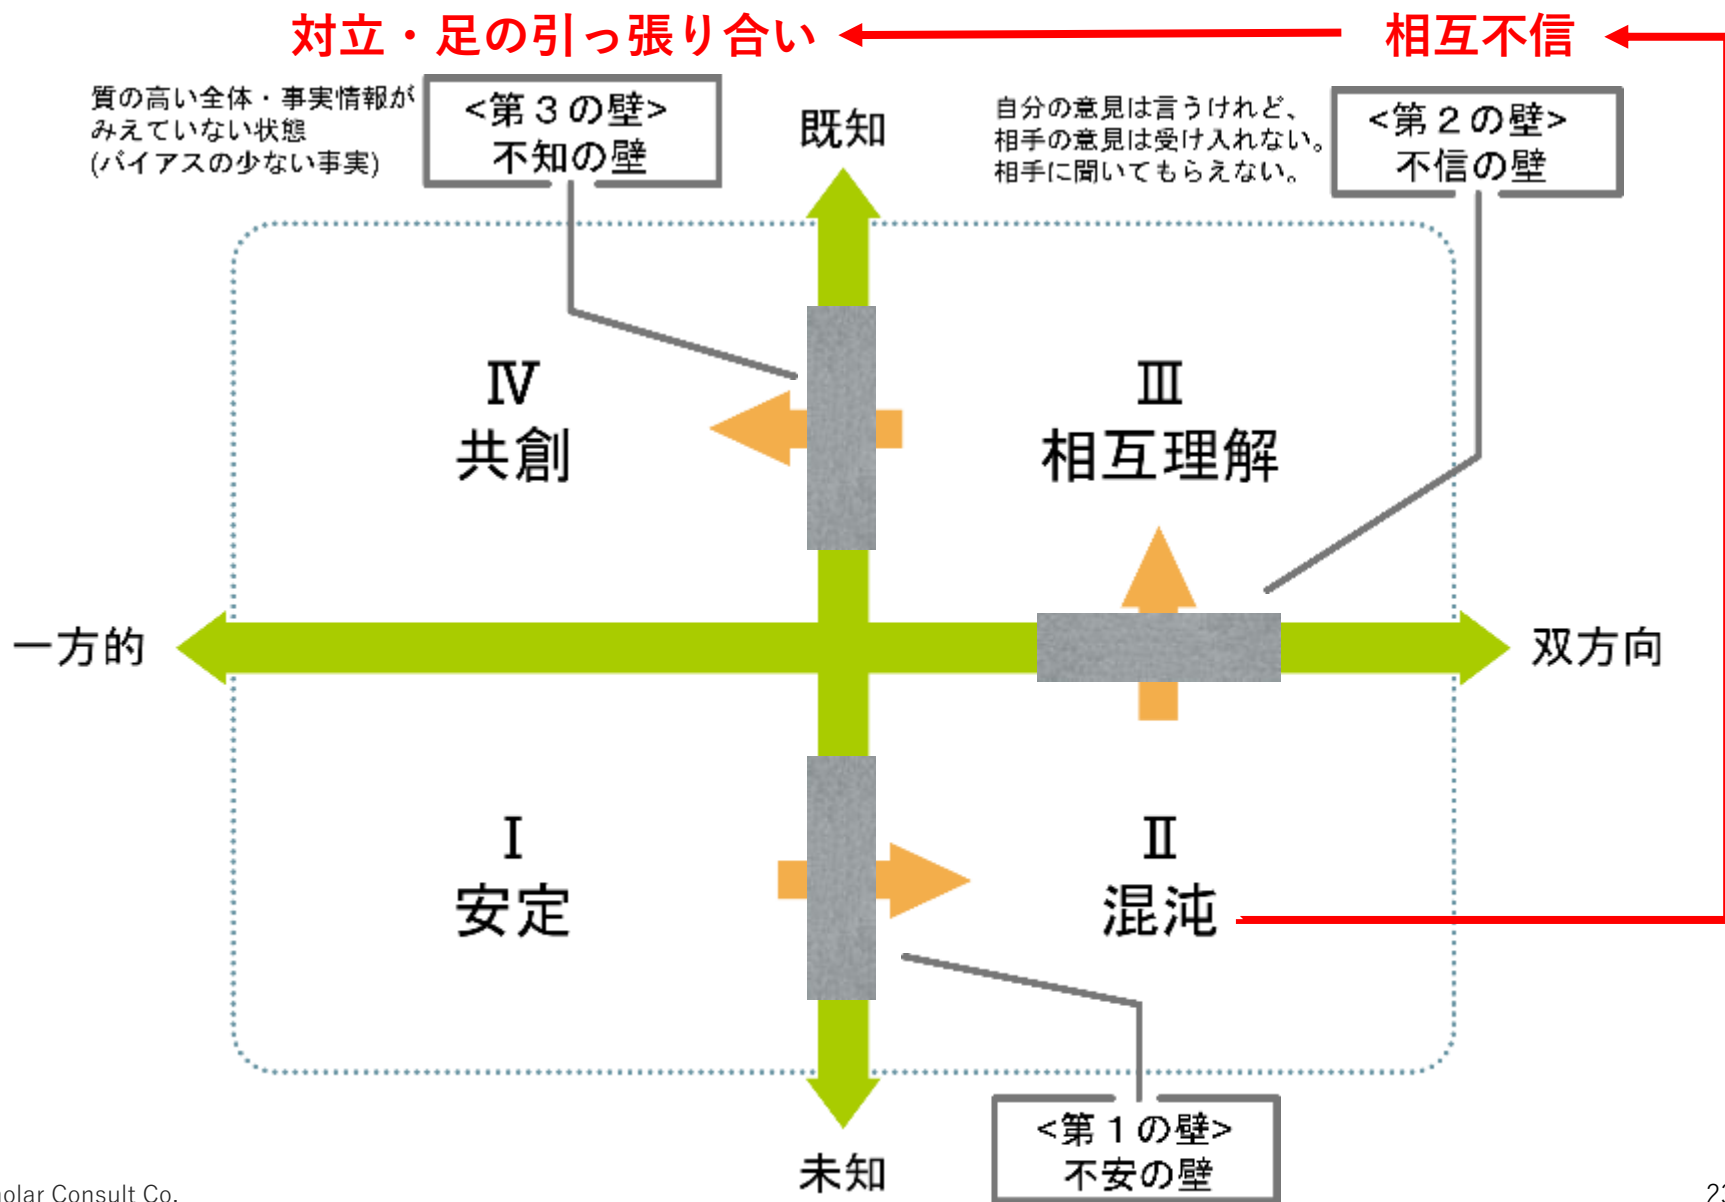 対立・足の引っ張り合い
相互不信
質の高い全体・事実情報が
みえていない状態
(バイアスの少ない事実)
<第３の壁>
不知の壁
既知
自分の意見は言うけれど、
相手の意見は受け入れない。
相手に聞いてもらえない。
<第２の壁>
不信の壁
Ⅳ
共創
Ⅲ
相互理解
一方的
双方向
Ⅰ
安定
Ⅱ
混沌
<第１の壁>
不安の壁
未知
Consult Co.